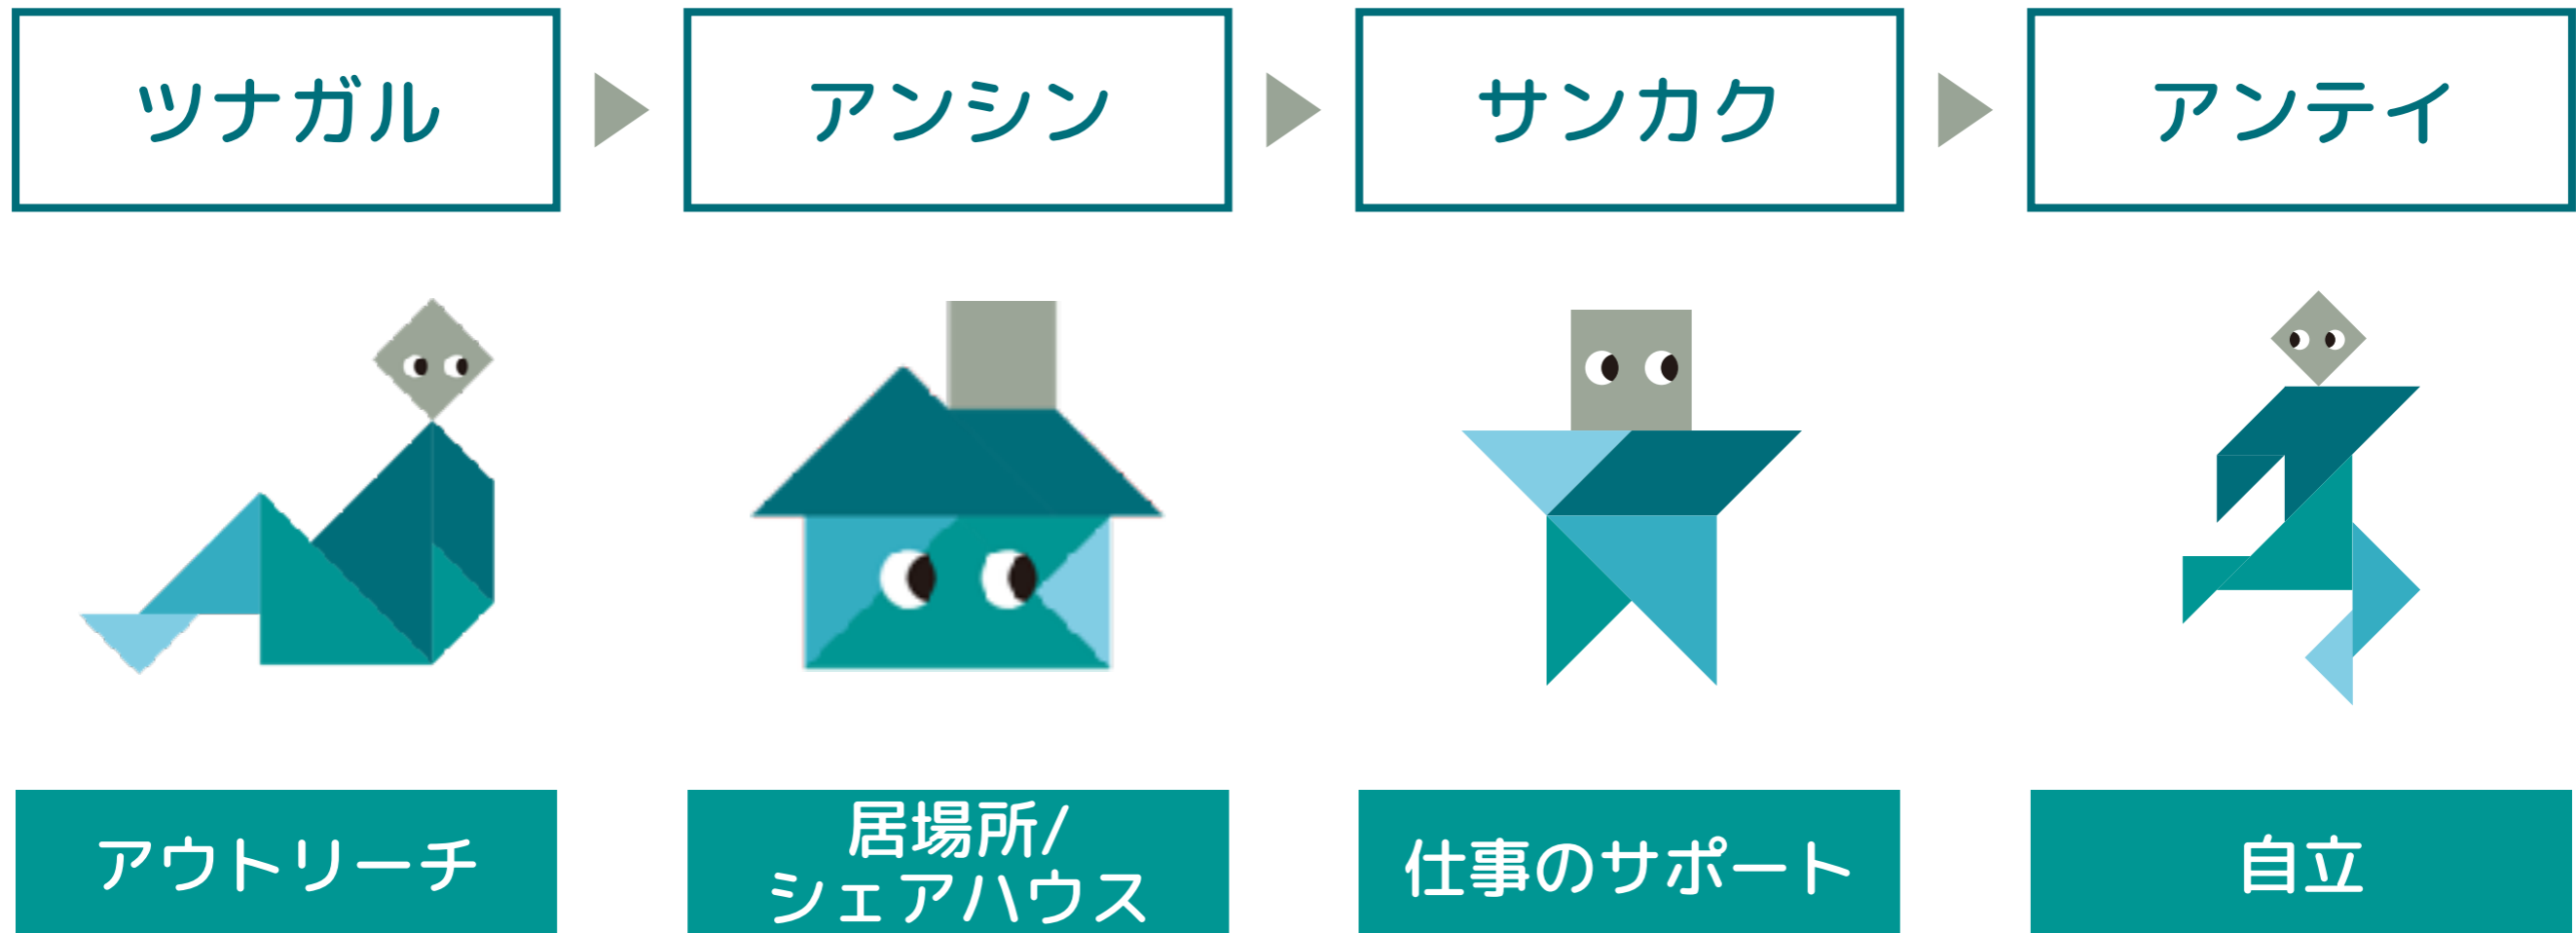 ツナガル
アンシン
サンカク
アンテイ
アウトリーチ
居場所/
シェアハウス
仕事のサポート
自立